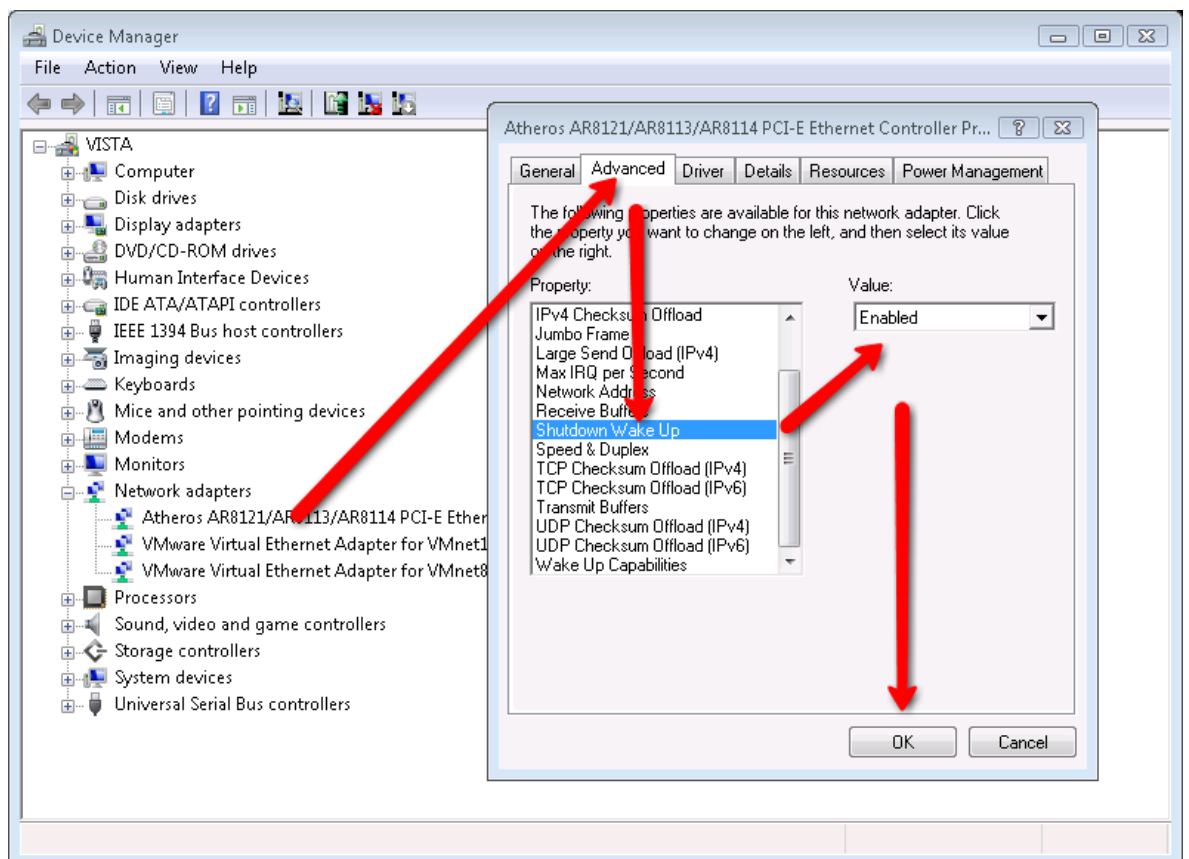 Device Manager
File Action View Help
VISTA
Computer
Disk drives
Display adapters
DVD/CD-ROM drives
Human Interface Devices
IDE ATA/ATAPI controllers
IEEE 1394 Bus host controllers
Imaging devices
Keyboards
Mice and other pointing devices
Modems
Monitors
Network adapters
Atheros AR8121/AR8113/AR8114 PCI-E Ether
VMware Virtual Ethernet Adapter for VMnet1
VMware Virtual Ethernet Adapter for VMnet8
Processors
Sound, video and game controllers
Storage controllers
System devices
Universal Serial Bus controllers
Atheros AR8121/AR8113/AR8114 PCI-E Ethernet Controller Pr...
General Advanced Driver Details Resources Power Management
The following properties are available for this network adapter. Click
the property you want to change on the left, and then select its value
on the right.
Property:
IPv4 Checksum Offload
Jumbo Frame
Large Send Offload (IPv4)
Max IRQ per Second
Network Address
Receive Buffers
Shutdown Wake Up
Speed & Duplex
TCP Checksum Offload (IPv4)
TCP Checksum Offload (IPv6)
Transmit Buffers
UDP Checksum Offload (IPv4)
UDP Checksum Offload (IPv6)
Wake Up Capabilities
Value:
Enabled
OK Cancel